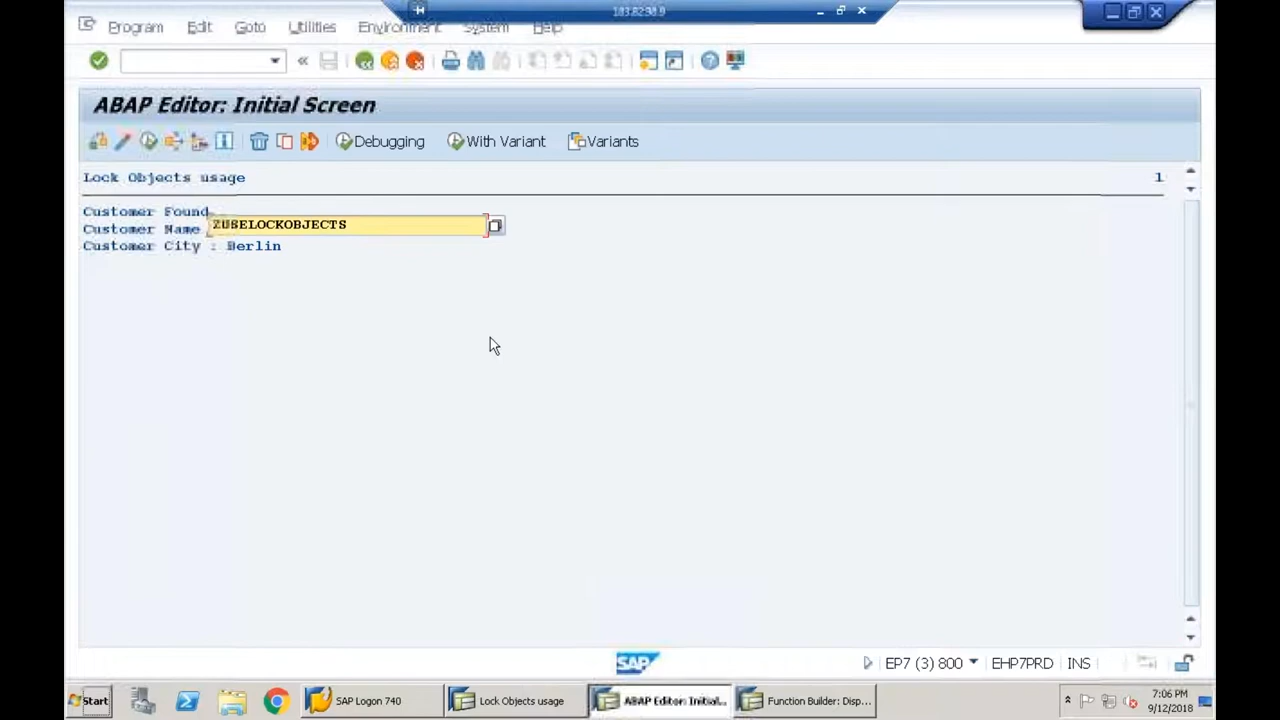 Program Edit Goto Utilities Environment System Help
ABAP Editor: Initial Screen
Debugging With Variant Variants
Lock Objects usage 1
Customer Found
ZUSELOCKOBJECTS
Customer Name
Customer City : Berlin
SAP
EP7 (3) 800 EHP7PRD INS
Start SAP Logon 740 Lock Objects usage ABAP Editor: Initial... Function Builder: Disp...
7:06 PM
9/12/2018